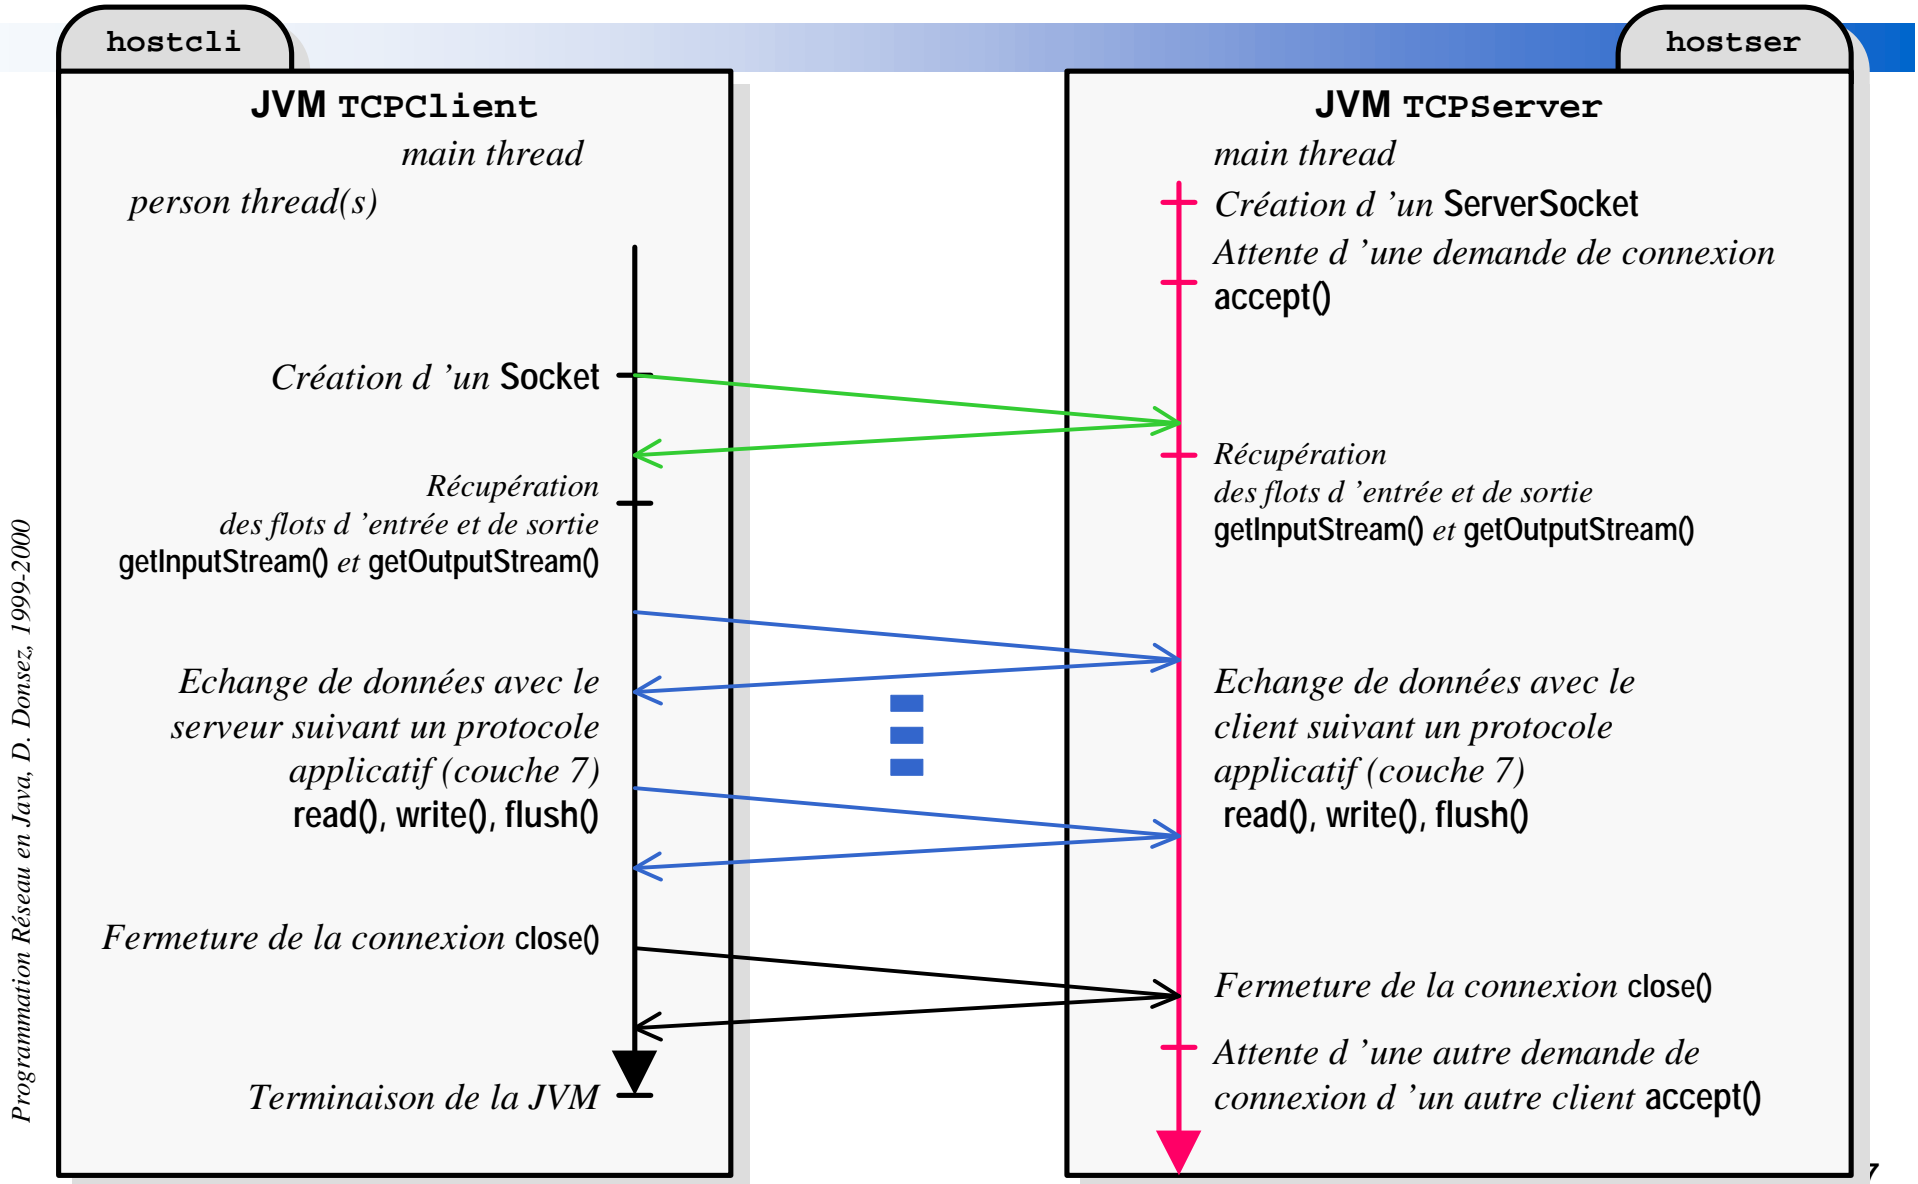 hostcli
hostser
JVM TCPClient
main thread
person thread(s)
Création d ’un Socket
Récupération
des flots d ’entrée et de sortie
getInputStream() et getOutputStream()
Echange de données avec le
serveur suivant un protocole
applicatif (couche 7)
read(), write(), flush()
Fermeture de la connexion close()
Terminaison de la JVM
JVM TCPServer
main thread
Création d ’un ServerSocket
Attente d ’une demande de connexion
accept()
Récupération
des flots d ’entrée et de sortie
getInputStream() et getOutputStream()
Echange de données avec le
client suivant un protocole
applicatif (couche 7)
read(), write(), flush()
Fermeture de la connexion close()
Attente d ’une autre demande de
connexion d ’un autre client accept()
Programmation Réseau en Java, D. Donsez, 1999-2000